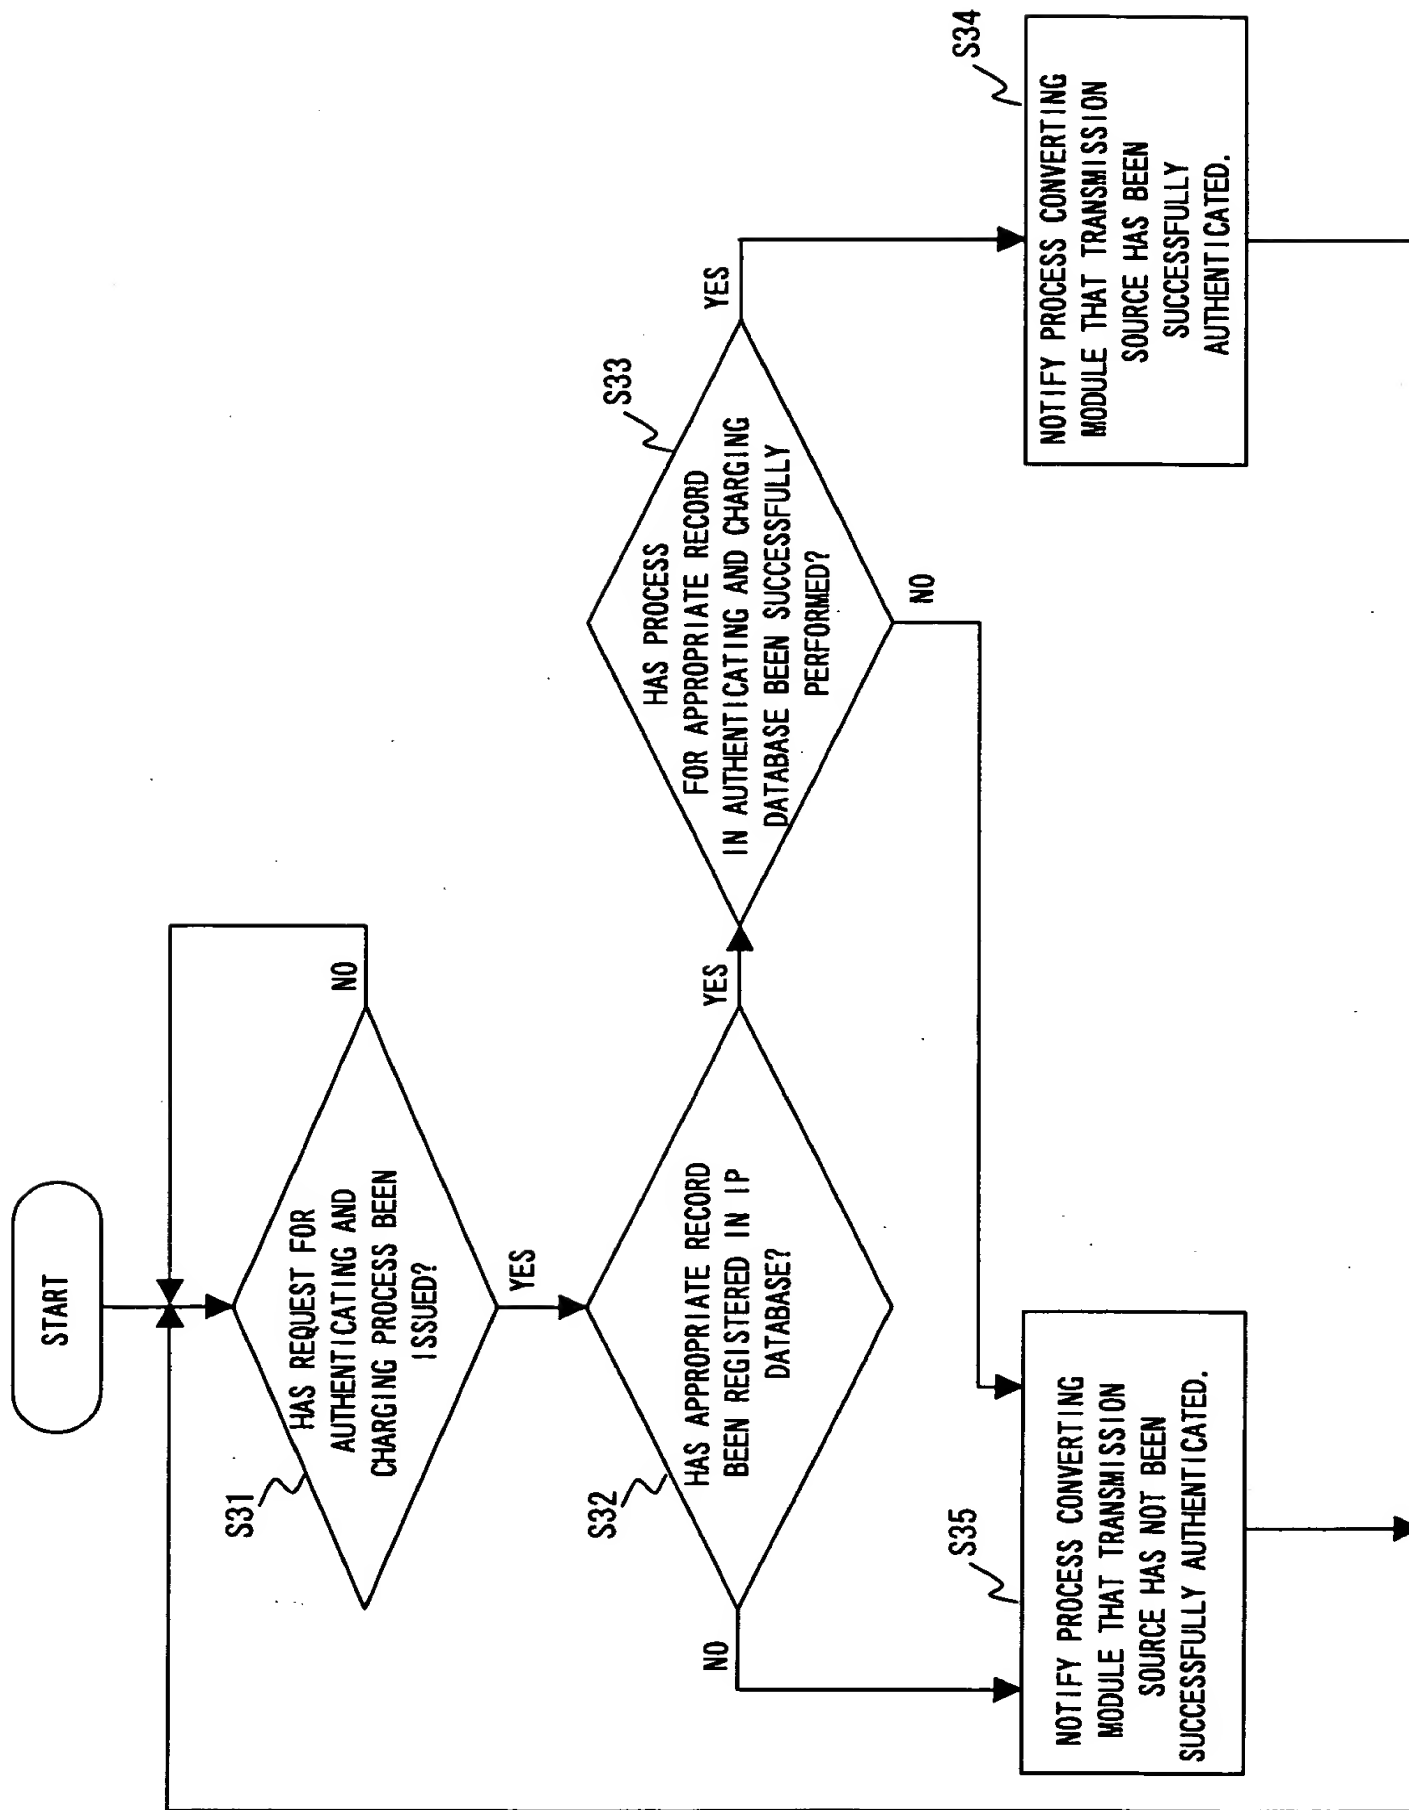 START
S31
HAS REQUEST FOR
AUTHENTICATING AND
CHARGING PROCESS BEEN
ISSUED?
NO
YES
S32
HAS APPROPRIATE RECORD
BEEN REGISTERED IN IP
DATABASE?
NO
YES
S33
HAS PROCESS
FOR APPROPRIATE RECORD
IN AUTHENTICATING AND CHARGING
DATABASE BEEN SUCCESSFULLY
PERFORMED?
YES
NO
S35
NOTIFY PROCESS CONVERTING
MODULE THAT TRANSMISSION
SOURCE HAS NOT BEEN
SUCCESSFULLY AUTHENTICATED.
S34
NOTIFY PROCESS CONVERTING
MODULE THAT TRANSMISSION
SOURCE HAS BEEN
SUCCESSFULLY
AUTHENTICATED.